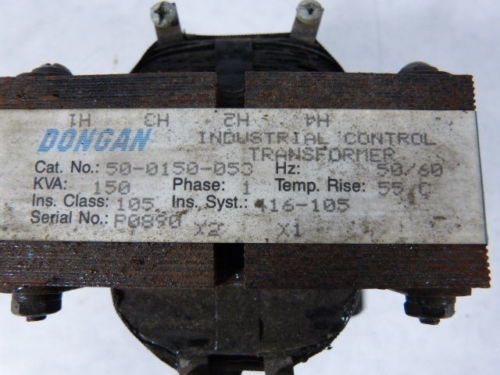 H1 H3 H2 H4
DONGAN INDUSTRIAL CONTROL
TRANSFORMER
Cat. No.: 50-0150-053 Hz: 50/60
KVA: .150 Phase: 1 Temp. Rise: 55 C
Ins. Class: 105 Ins. Syst.: 416-105
Serial No.: P0890
X2 X1